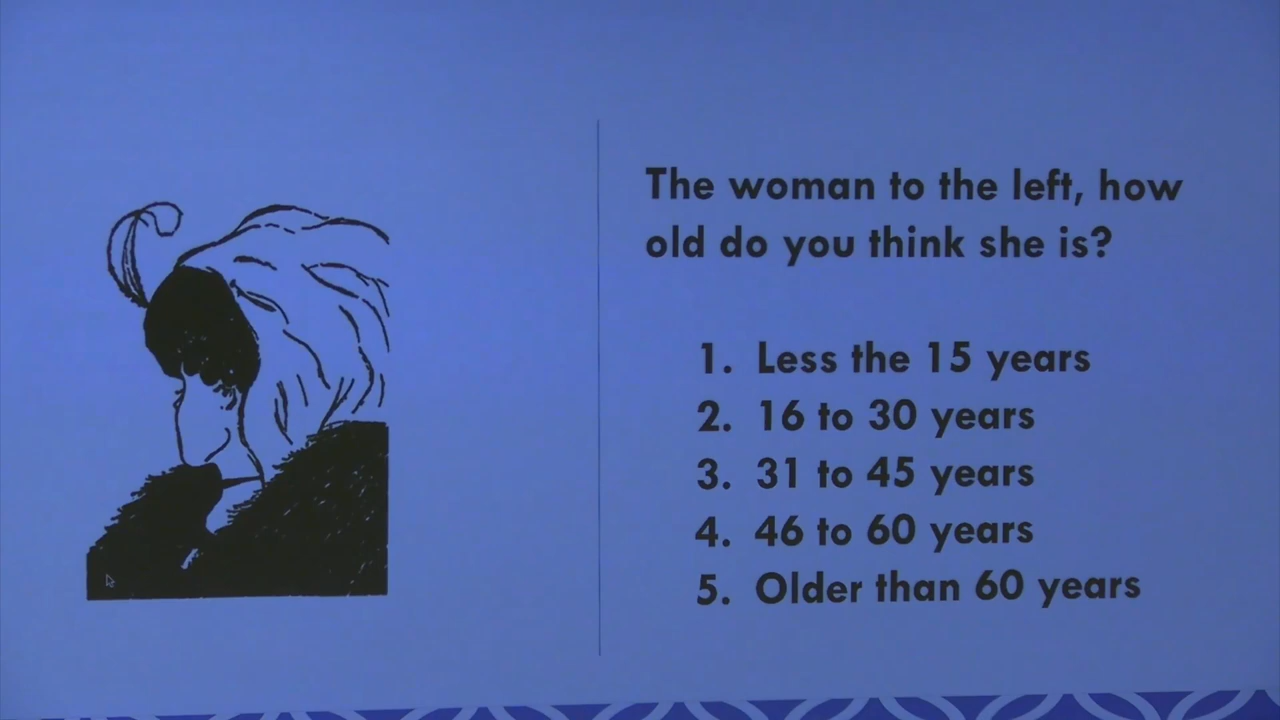 The woman to the left, how
old do you think she is?
1. Less the 15 years
2. 16 to 30 years
3. 31 to 45 years
4. 46 to 60 years
5. Older than 60 years